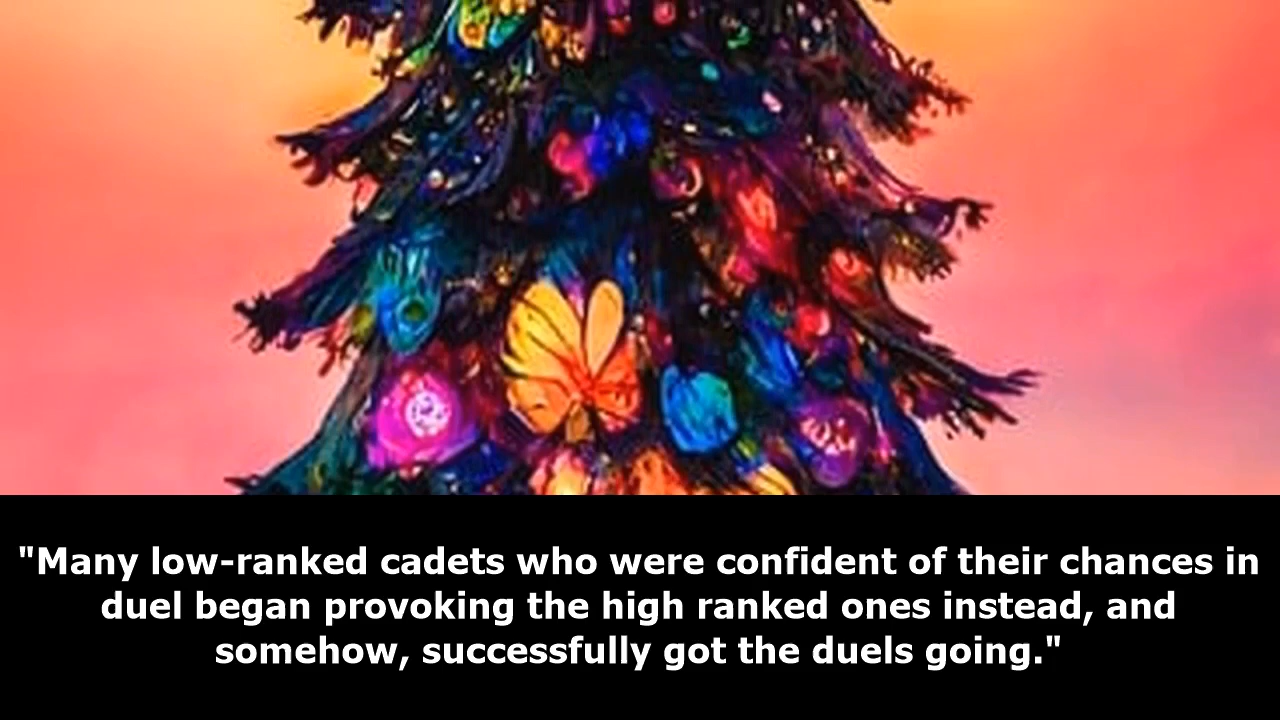 "Many low-ranked cadets who were confident of their chances in
duel began provoking the high ranked ones instead, and
somehow, successfully got the duels going."